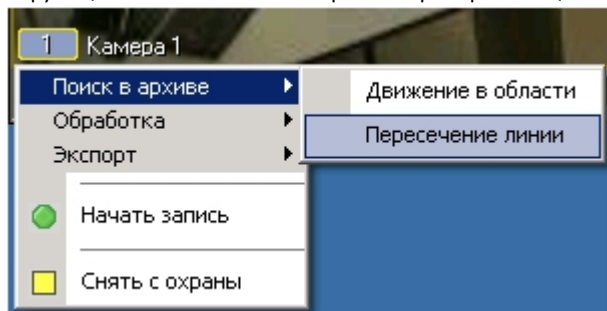 1 Камера 1
Поиск в архиве
Движение в области
Обработка
Пересечение линии
Экспорт
Начать запись
Снять с охраны